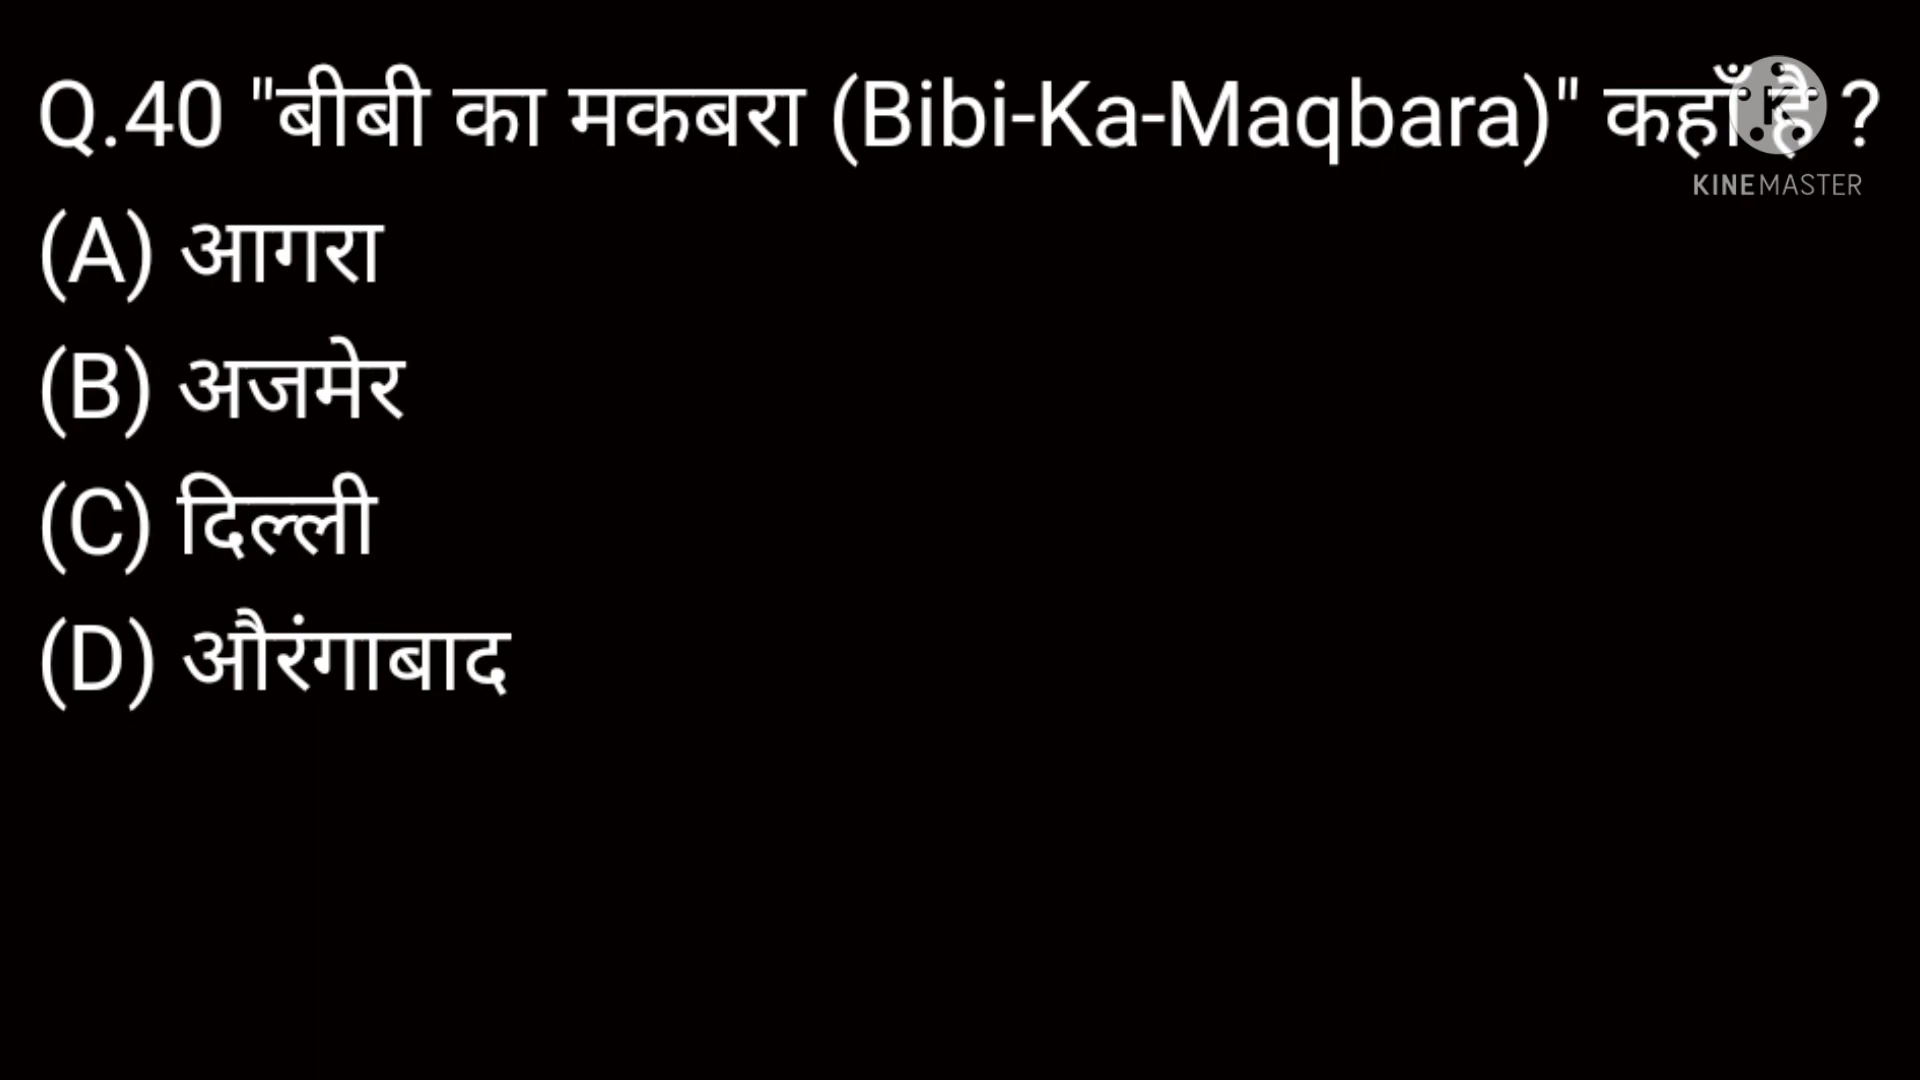 Q.40 "बीबी का मकबरा (Bibi-Ka-Maqbara)" कहाँ है ?
KINEMASTER
(A) आगरा
(B) अजमेर
(C) दिल्ली
(D) औरंगाबाद